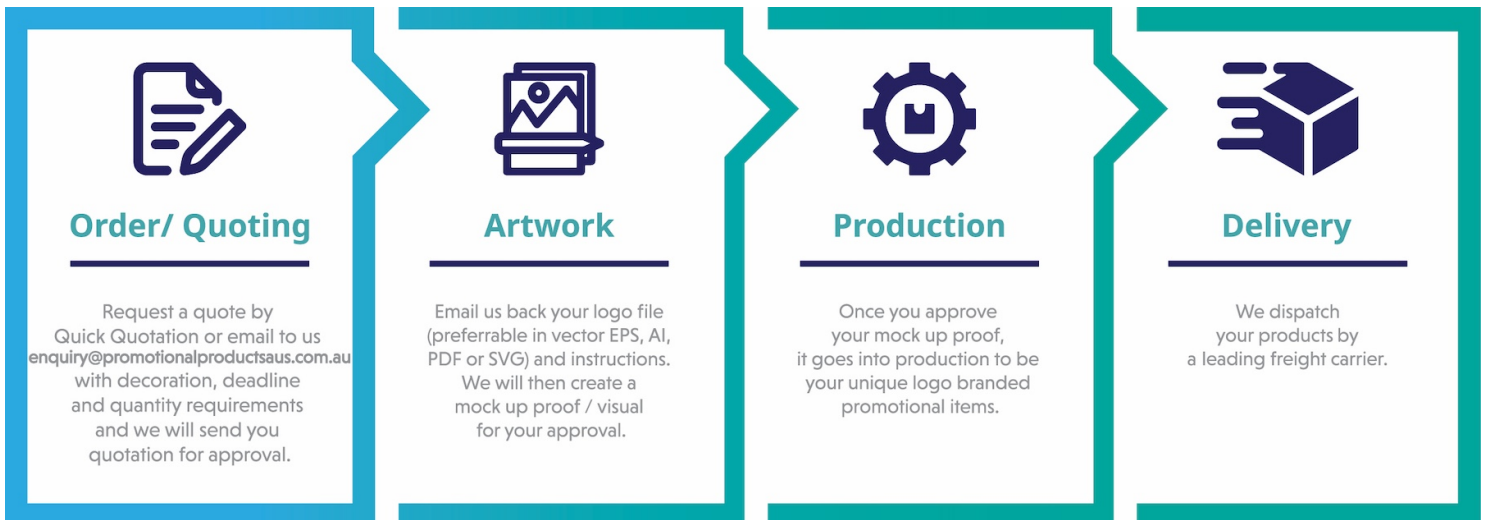 Order/ Quoting
Request a quote by
Quick Quotation or email to us
enquiry@promotionalproductsaus.com.au
with decoration, deadline
and quantity requirements
and we will send you
quotation for approval.
Artwork
Email us back your logo file
(preferrable in vector EPS, AI,
PDF or SVG) and instructions.
We will then create a
mock up proof / visual
for your approval.
Production
Once you approve
your mock up proof,
it goes into production to be
your unique logo branded
promotional items.
Delivery
We dispatch
your products by
a leading freight carrier.